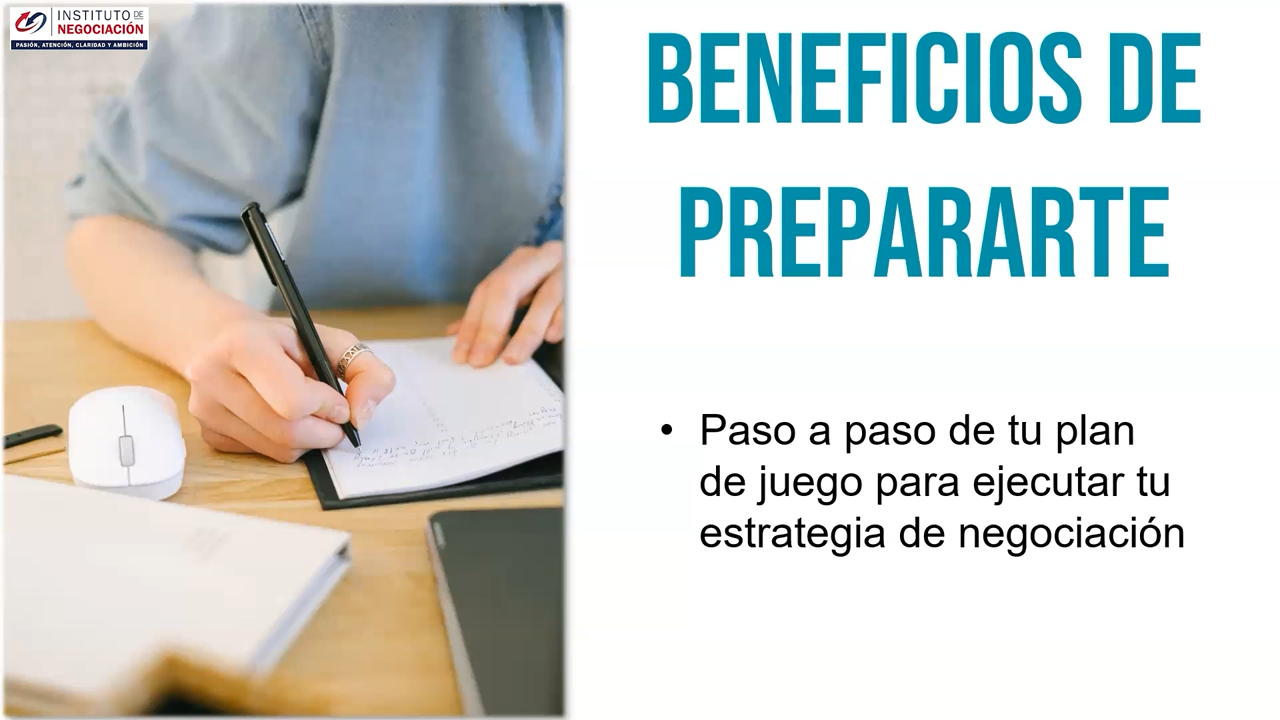 INSTITUTO DE
NEGOCIACIÓN
PASIÓN, ATENCIÓN, CLARIDAD Y AMBICIÓN
BENEFICIOS DE
PREPARARTE
• Paso a paso de tu plan
de juego para ejecutar tu
estrategia de negociación